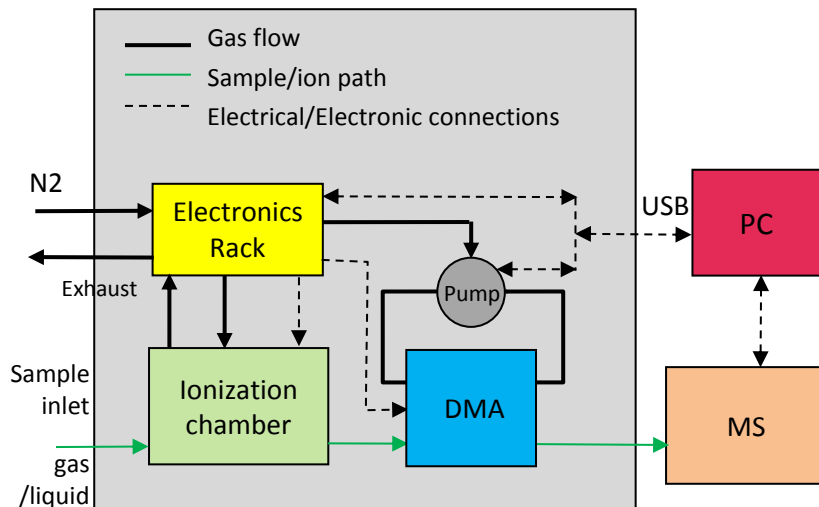 Gas flow
Sample/ion path
Electrical/Electronic connections
N2
Electronics
Rack
USB
PC
Exhaust
Pump
Sample
inlet
Ionization
chamber
DMA
MS
gas
/liquid